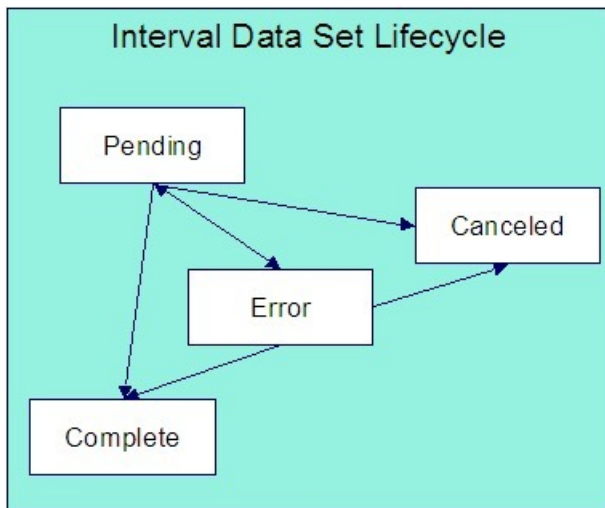 Interval Data Set Lifecycle
Pending
Canceled
Error
Complete